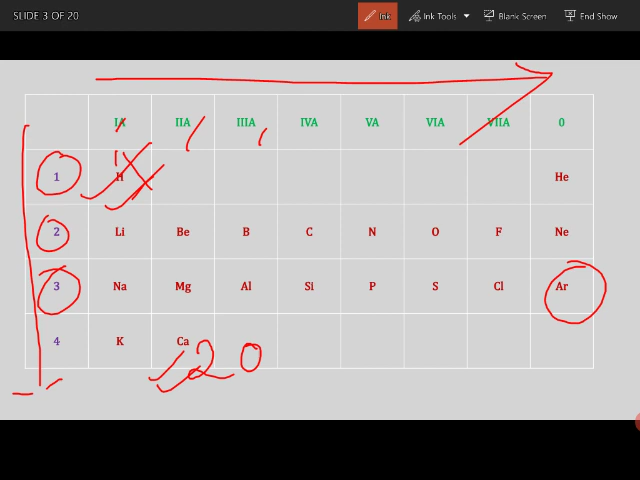 SLIDE 3 OF 20 Ink Ink Tools Blank Screen End Show
IA IIA IIIA IVA VA VIA VIIA 0
1 H He
2 Li Be B C N O F Ne
3 Na Mg Al Si P S Cl Ar
4 K Ca
20